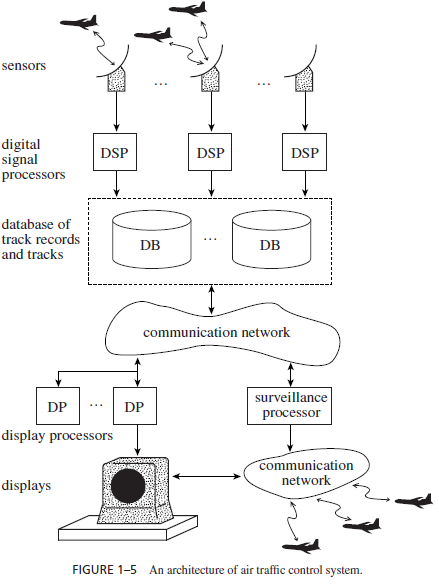 sensors
... ...
digital
signal
processors
DSP DSP DSP
database of
track records
and tracks
DB ... DB
communication network
DP ... DP
surveillance
processor
display processors
displays
communication
network
FIGURE 1–5 An architecture of air traffic control system.